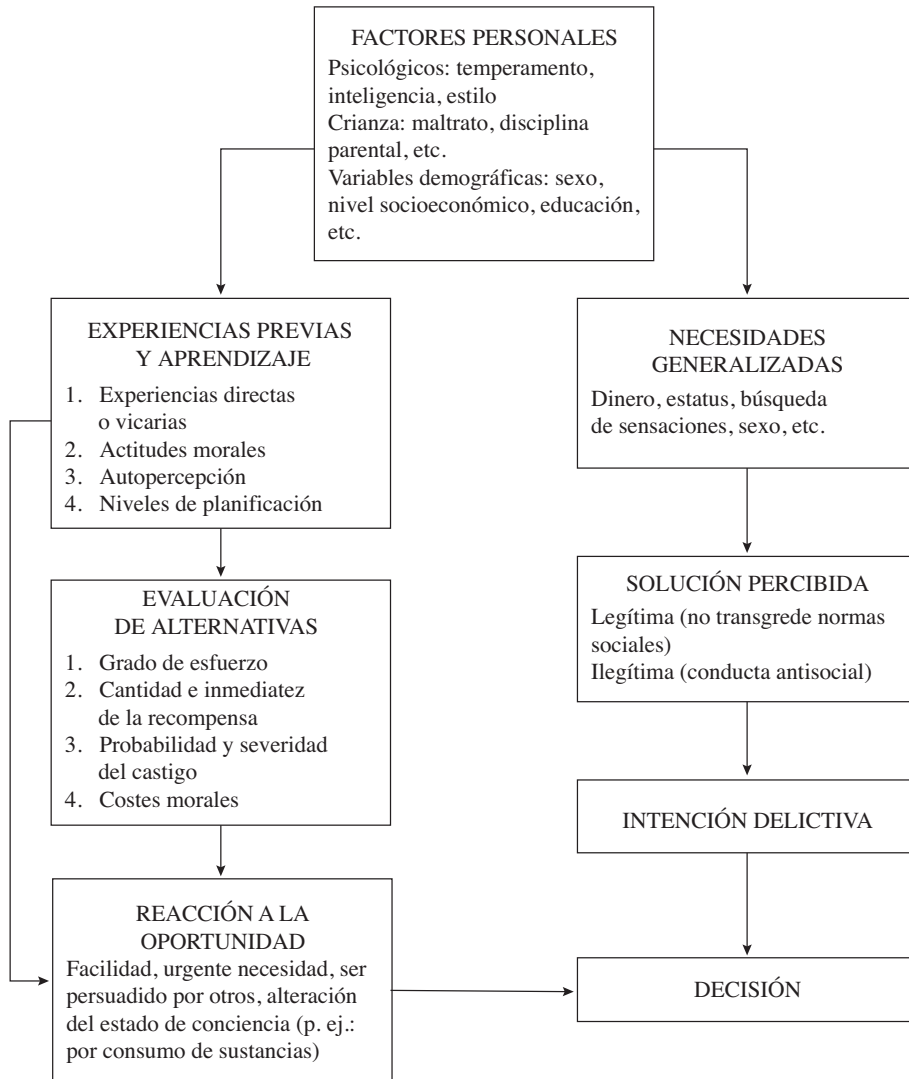 FACTORES PERSONALES
Psicológicos: temperamento,
inteligencia, estilo
Crianza: maltrato, disciplina
parental, etc.
Variables demográficas: sexo,
nivel socioeconómico, educación,
etc.
EXPERIENCIAS PREVIAS
Y APRENDIZAJE
1. Experiencias directas
o vicarias
2. Actitudes morales
3. Autopercepción
4. Niveles de planificación
EVALUACIÓN
DE ALTERNATIVAS
1. Grado de esfuerzo
2. Cantidad e inmediatez
de la recompensa
3. Probabilidad y severidad
del castigo
4. Costes morales
REACCIÓN A LA
OPORTUNIDAD
Facilidad, urgente necesidad, ser
persuadido por otros, alteración
del estado de conciencia (p. ej.:
por consumo de sustancias)
NECESIDADES
GENERALIZADAS
Dinero, estatus, búsqueda
de sensaciones, sexo, etc.
SOLUCIÓN PERCIBIDA
Legítima (no transgrede normas
sociales)
Ilegítima (conducta antisocial)
INTENCIÓN DELICTIVA
DECISIÓN